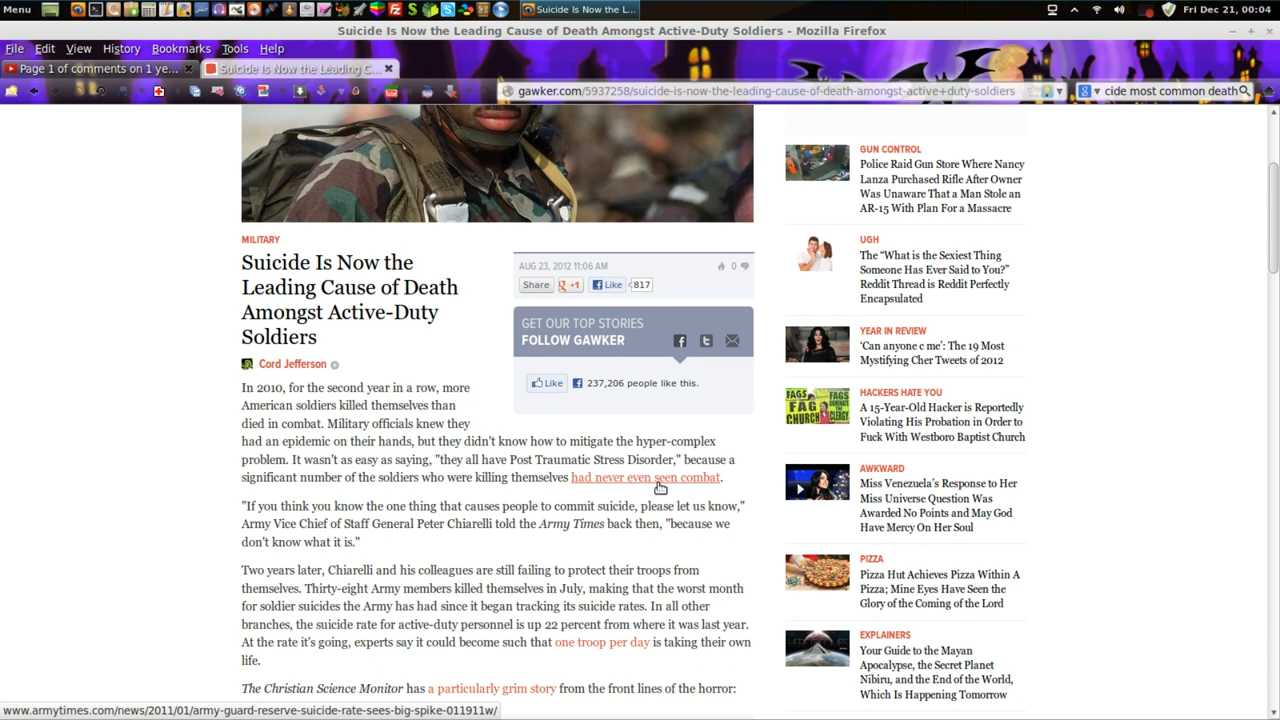 Menu
Suicide Is Now the L...
Fri Dec 21, 00:04
Suicide Is Now the Leading Cause of Death Amongst Active-Duty Soldiers - Mozilla Firefox
File Edit View History Bookmarks Tools Help
Page 1 of comments on 1 ye...
Suicide Is Now the Leading C...
gawker.com/5937258/suicide-is-now-the-leading-cause-of-death-amongst-active+duty-soldiers
cide most common death
MILITARY
Suicide Is Now the
Leading Cause of Death
Amongst Active-Duty
Soldiers
Cord Jefferson
AUG 23, 2012 11:06 AM
0
Share
+1
Like
817
GET OUR TOP STORIES
FOLLOW GAWKER
Like
237,206 people like this.
In 2010, for the second year in a row, more
American soldiers killed themselves than
died in combat. Military officials knew they
had an epidemic on their hands, but they didn't know how to mitigate the hyper-complex
problem. It wasn't as easy as saying, "they all have Post Traumatic Stress Disorder," because a
significant number of the soldiers who were killing themselves had never even seen combat.
"If you think you know the one thing that causes people to commit suicide, please let us know,"
Army Vice Chief of Staff General Peter Chiarelli told the Army Times back then, "because we
don't know what it is."
Two years later, Chiarelli and his colleagues are still failing to protect their troops from
themselves. Thirty-eight Army members killed themselves in July, making that the worst month
for soldier suicides the Army has had since it began tracking its suicide rates. In all other
branches, the suicide rate for active-duty personnel is up 22 percent from where it was last year.
At the rate it's going, experts say it could become such that one troop per day is taking their own
life.
The Christian Science Monitor has a particularly grim story from the front lines of the horror:
GUN CONTROL
Police Raid Gun Store Where Nancy
Lanza Purchased Rifle After Owner
Was Unaware That a Man Stole an
AR-15 With Plan For a Massacre
UGH
The “What is the Sexiest Thing
Someone Has Ever Said to You?”
Reddit Thread is Reddit Perfectly
Encapsulated
YEAR IN REVIEW
‘Can anyone c me’: The 19 Most
Mystifying Cher Tweets of 2012
HACKERS HATE YOU
A 15-Year-Old Hacker is Reportedly
Violating His Probation in Order to
Fuck With Westboro Baptist Church
FAGS
FAG
CHURCH
FAGS
DOMINATE
THE
CLERGY
AWKWARD
Miss Venezuela’s Response to Her
Miss Universe Question Was
Awarded No Points and May God
Have Mercy On Her Soul
PIZZA
Pizza Hut Achieves Pizza Within A
Pizza; Mine Eyes Have Seen the
Glory of the Coming of the Lord
EXPLAINERS
Your Guide to the Mayan
Apocalypse, the Secret Planet
Nibiru, and the End of the World,
Which Is Happening Tomorrow
www.armytimes.com/news/2011/01/army-guard-reserve-suicide-rate-sees-big-spike-011911w/